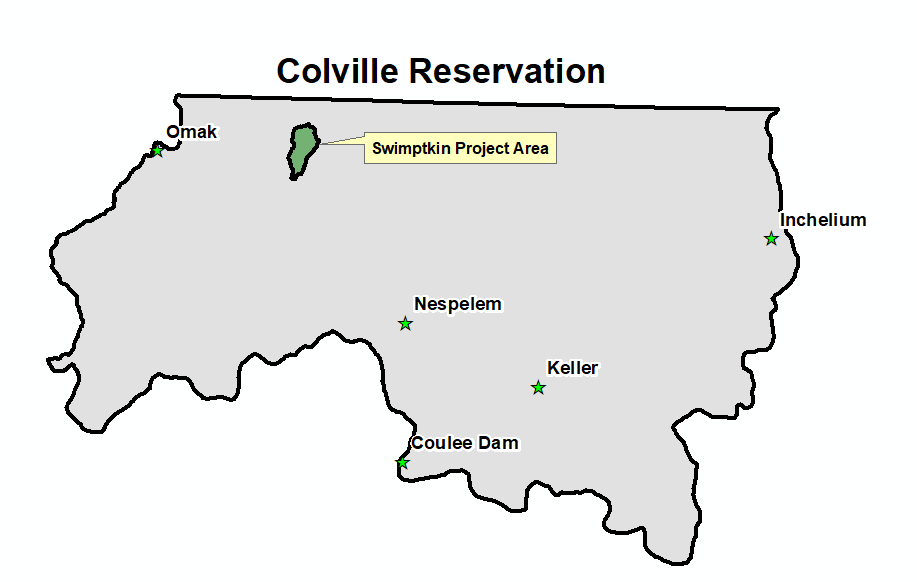 Colville Reservation
Omak
Swimptkin Project Area
Inchelium
Nespelem
Keller
Coulee Dam